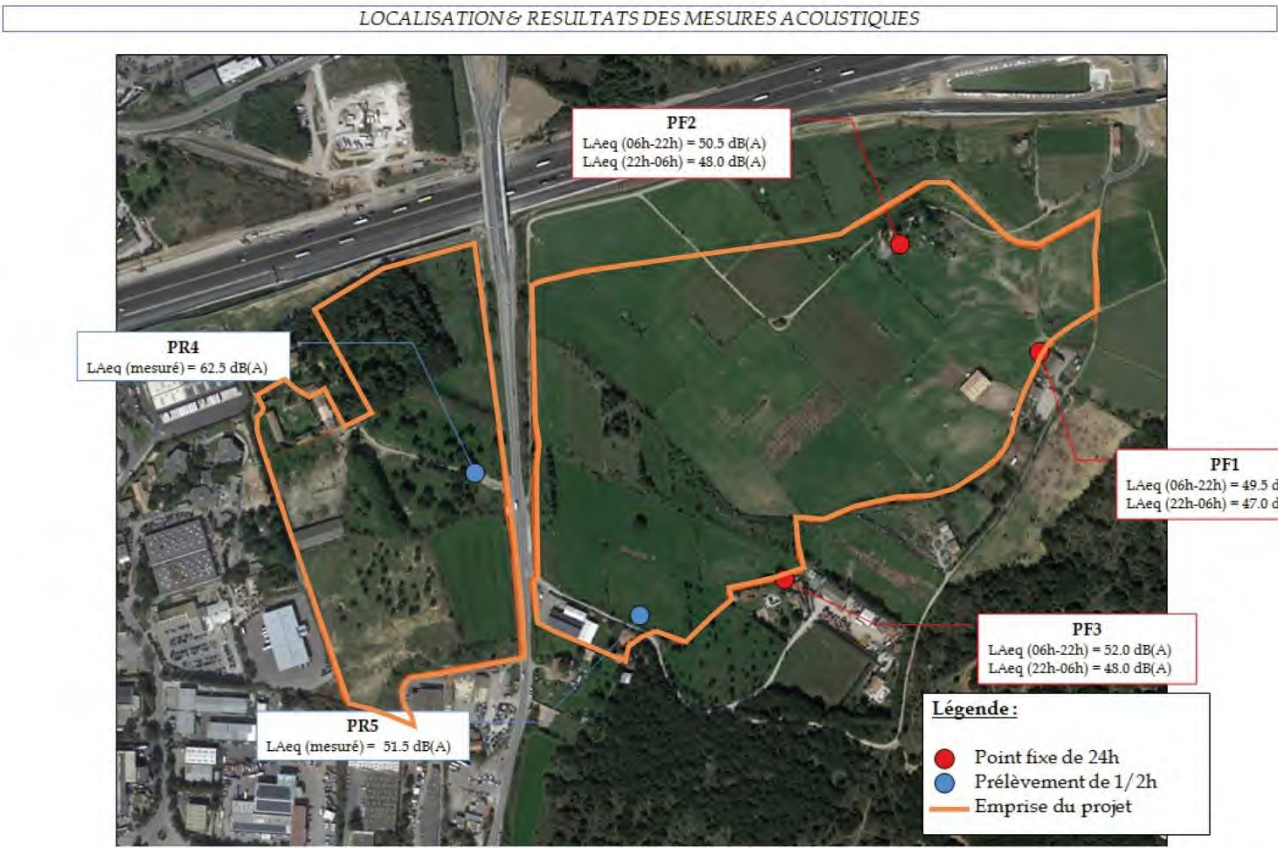 LOCALISATION & RESULTATS DES MESURES ACOUSTIQUES
PF2
LAeq (06h-22h) = 50.5 dB(A)
LAeq (22h-06h) = 48.0 dB(A)
PR4
LAeq (mesuré) = 62.5 dB(A)
PF1
LAeq (06h-22h) = 49.5 d
LAeq (22h-06h) = 47.0 d
PF3
LAeq (06h-22h) = 52.0 dB(A)
LAeq (22h-06h) = 48.0 dB(A)
PR5
LAeq (mesuré) = 51.5 dB(A)
Légende :
Point fixe de 24h
Prélèvement de 1/2h
Emprise du projet